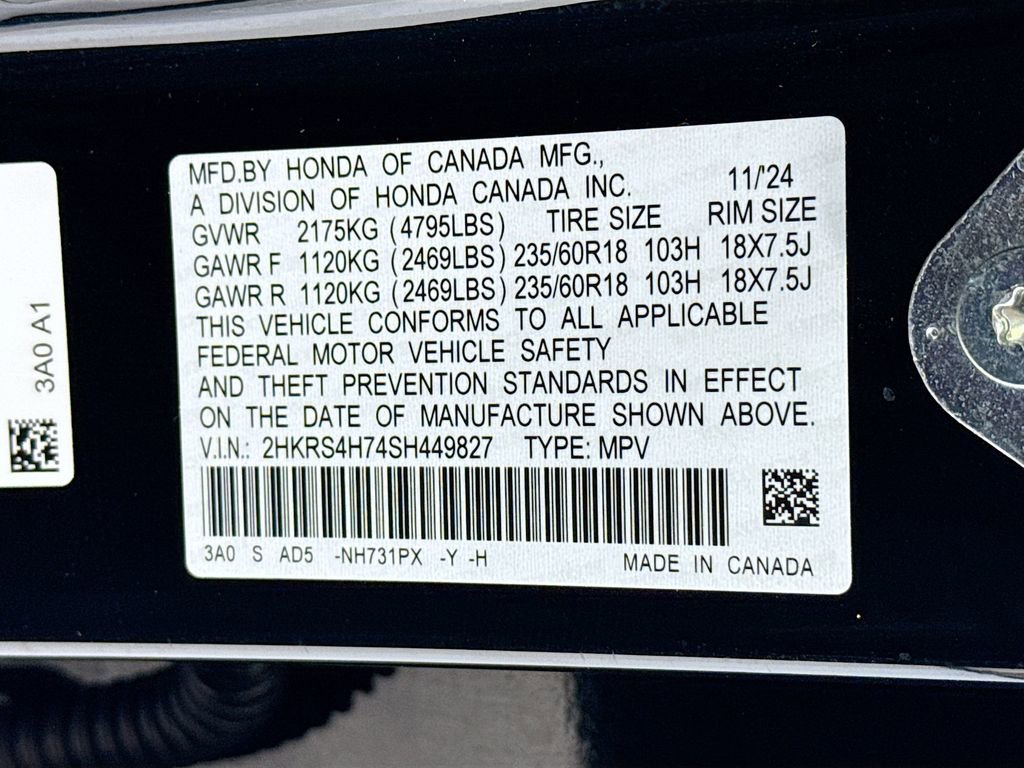 MFD.BY HONDA OF CANADA MFG.,
A DIVISION OF HONDA CANADA INC. 11/'24
GVWR 2175KG (4795LBS) TIRE SIZE RIM SIZE
GAWR F 1120KG (2469LBS) 235/60R18 103H 18X7.5J
GAWR R 1120KG (2469LBS) 235/60R18 103H 18X7.5J
THIS VEHICLE CONFORMS TO ALL APPLICABLE
FEDERAL MOTOR VEHICLE SAFETY
AND THEFT PREVENTION STANDARDS IN EFFECT
ON THE DATE OF MANUFACTURE SHOWN ABOVE.
V.I.N.: 2HKRS4H74SH449827 TYPE: MPV
3A0 S AD5 -NH731PX -Y -H MADE IN CANADA
3A0 A1